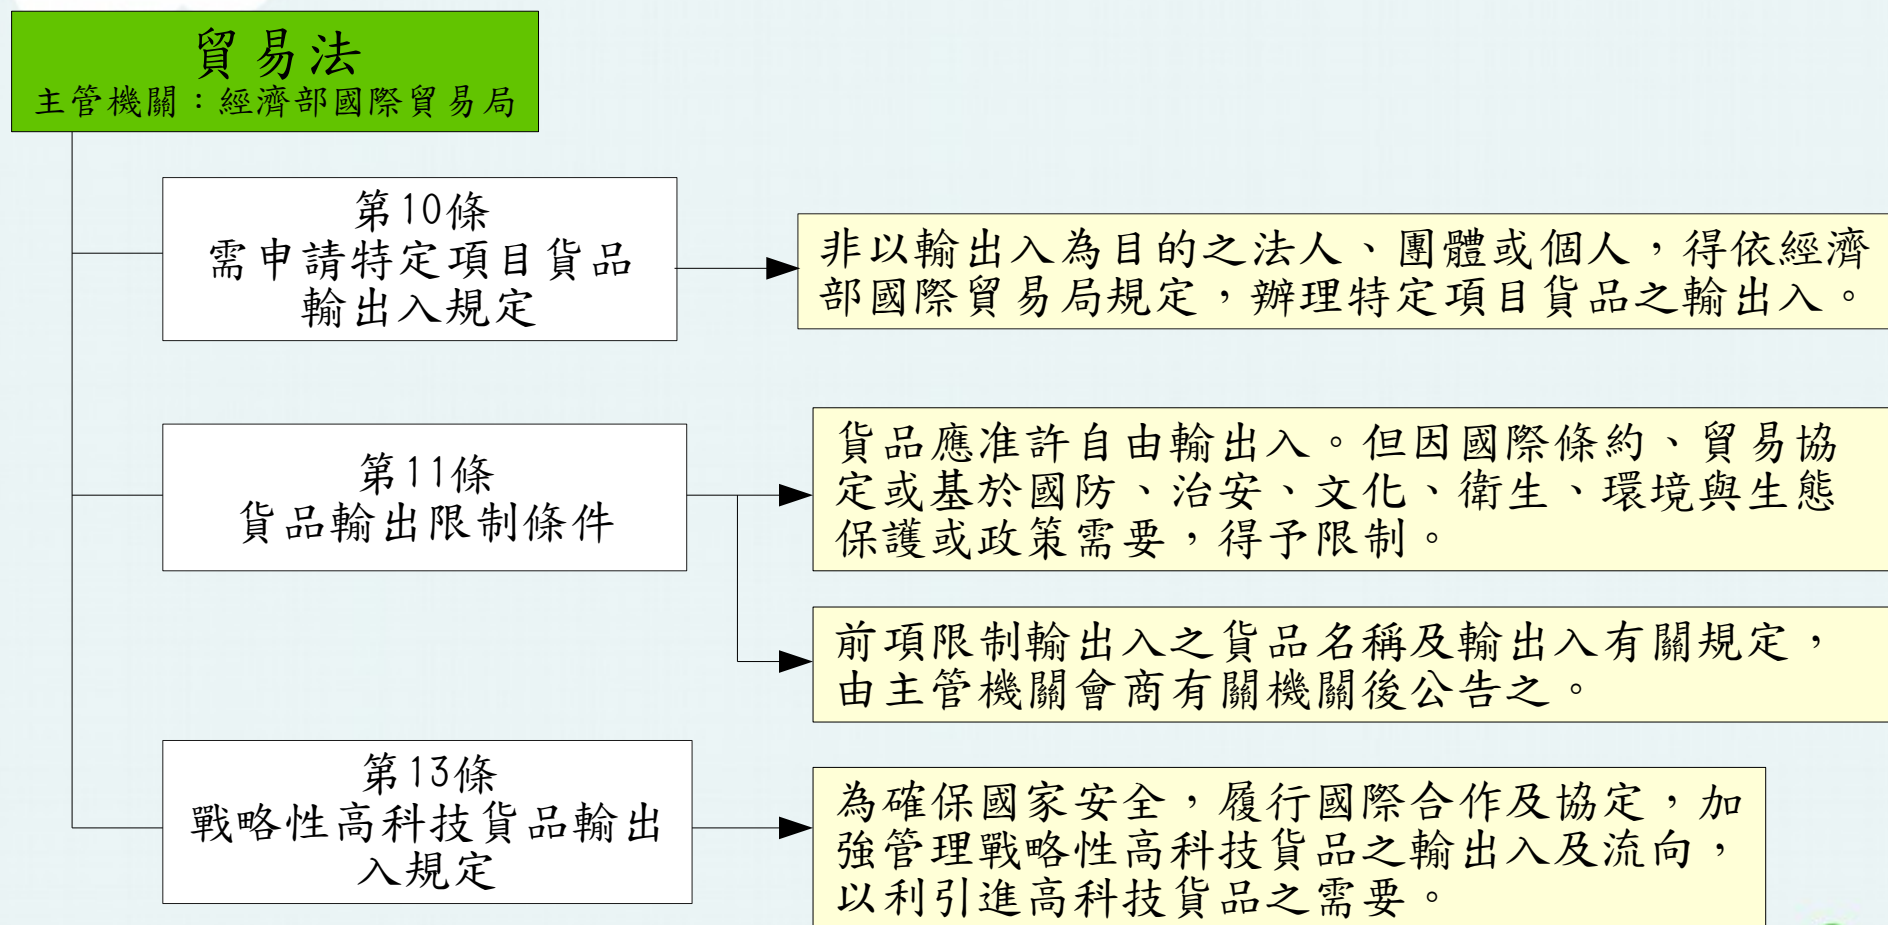 貿易法
主管機關：經濟部國際貿易局
第10條
需申請特定項目貨品
輸出入規定
非以輸出入為目的之法人、團體或個人，得依經濟
部國際貿易局規定，辦理特定項目貨品之輸出入。
第11條
貨品輸出限制條件
貨品應准許自由輸出入。但因國際條約、貿易協
定或基於國防、治安、文化、衛生、環境與生態
保護或政策需要，得予限制。
前項限制輸出入之貨品名稱及輸出入有關規定，
由主管機關會商有關機關後公告之。
第13條
戰略性高科技貨品輸出
入規定
為確保國家安全，履行國際合作及協定，加
強管理戰略性高科技貨品之輸出入及流向，
以利引進高科技貨品之需要。